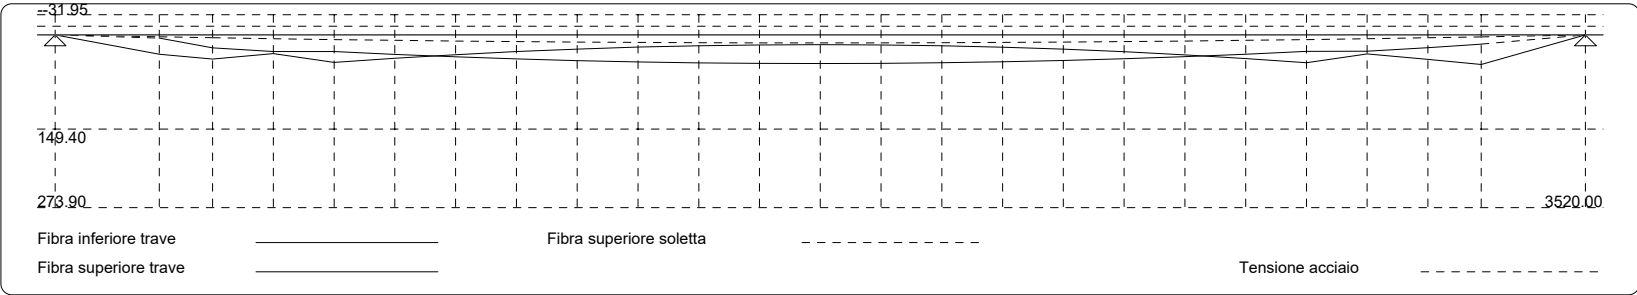 --31.95
149.40
273.90
3520.00
Fibra inferiore trave
Fibra superiore soletta
Fibra superiore trave
Tensione acciaio